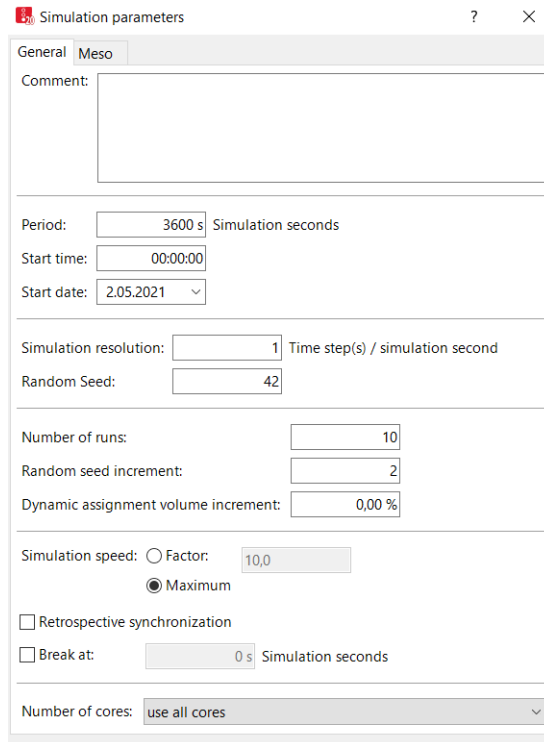 20 Simulation parameters ? ×
General Meso
Comment:
Period: 3600 s Simulation seconds
Start time: 00:00:00
Start date: 2.05.2021
Simulation resolution: 1 Time step(s) / simulation second
Random Seed: 42
Number of runs: 10
Random seed increment: 2
Dynamic assignment volume increment: 0,00 %
Simulation speed: Factor: 10,0
Maximum
Retrospective synchronization
Break at: 0 s Simulation seconds
Number of cores: use all cores